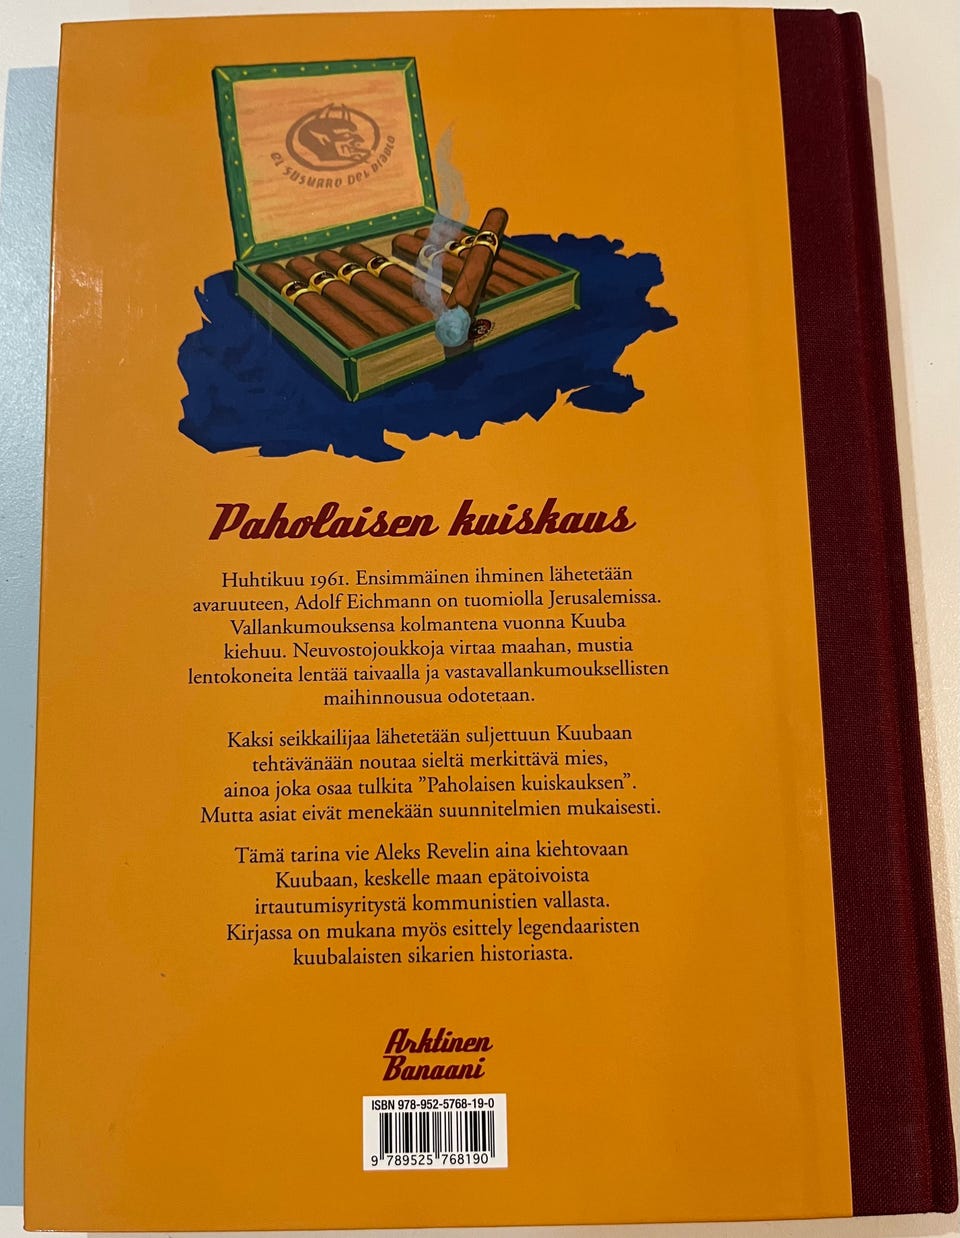 EL SUSURRO DEL DIABLO
Paholaisen kuiskaus
Huhtikuu 1961. Ensimmäinen ihminen lähetetään
avaruuteen, Adolf Eichmann on tuomiolla Jerusalemissa.
Vallankumouksensa kolmantena vuonna Kuuba
kiehuu. Neuvostojoukkoja virtaa maahan, mustia
lentokoneita lentää taivaalla ja vastavallankumouksellisten
maihinnousua odotetaan.
Kaksi seikkailijaa lähetetään suljettuun Kuubaan
tehtävänään noutaa sieltä merkittävä mies,
ainoa joka osaa tulkita ”Paholaisen kuiskauksen”.
Mutta asiat eivät menekään suunnitelmien mukaisesti.
Tämä tarina vie Aleks Revelin aina kiehtovaan
Kuubaan, keskelle maan epätoivoista
irtautumisyritystä kommunistien vallasta.
Kirjassa on mukana myös esittely legendaaristen
kuubalaisten sikarien historiasta.
Arktinen
Banaani
ISBN 978-952-5768-19-0
9 789525 768190